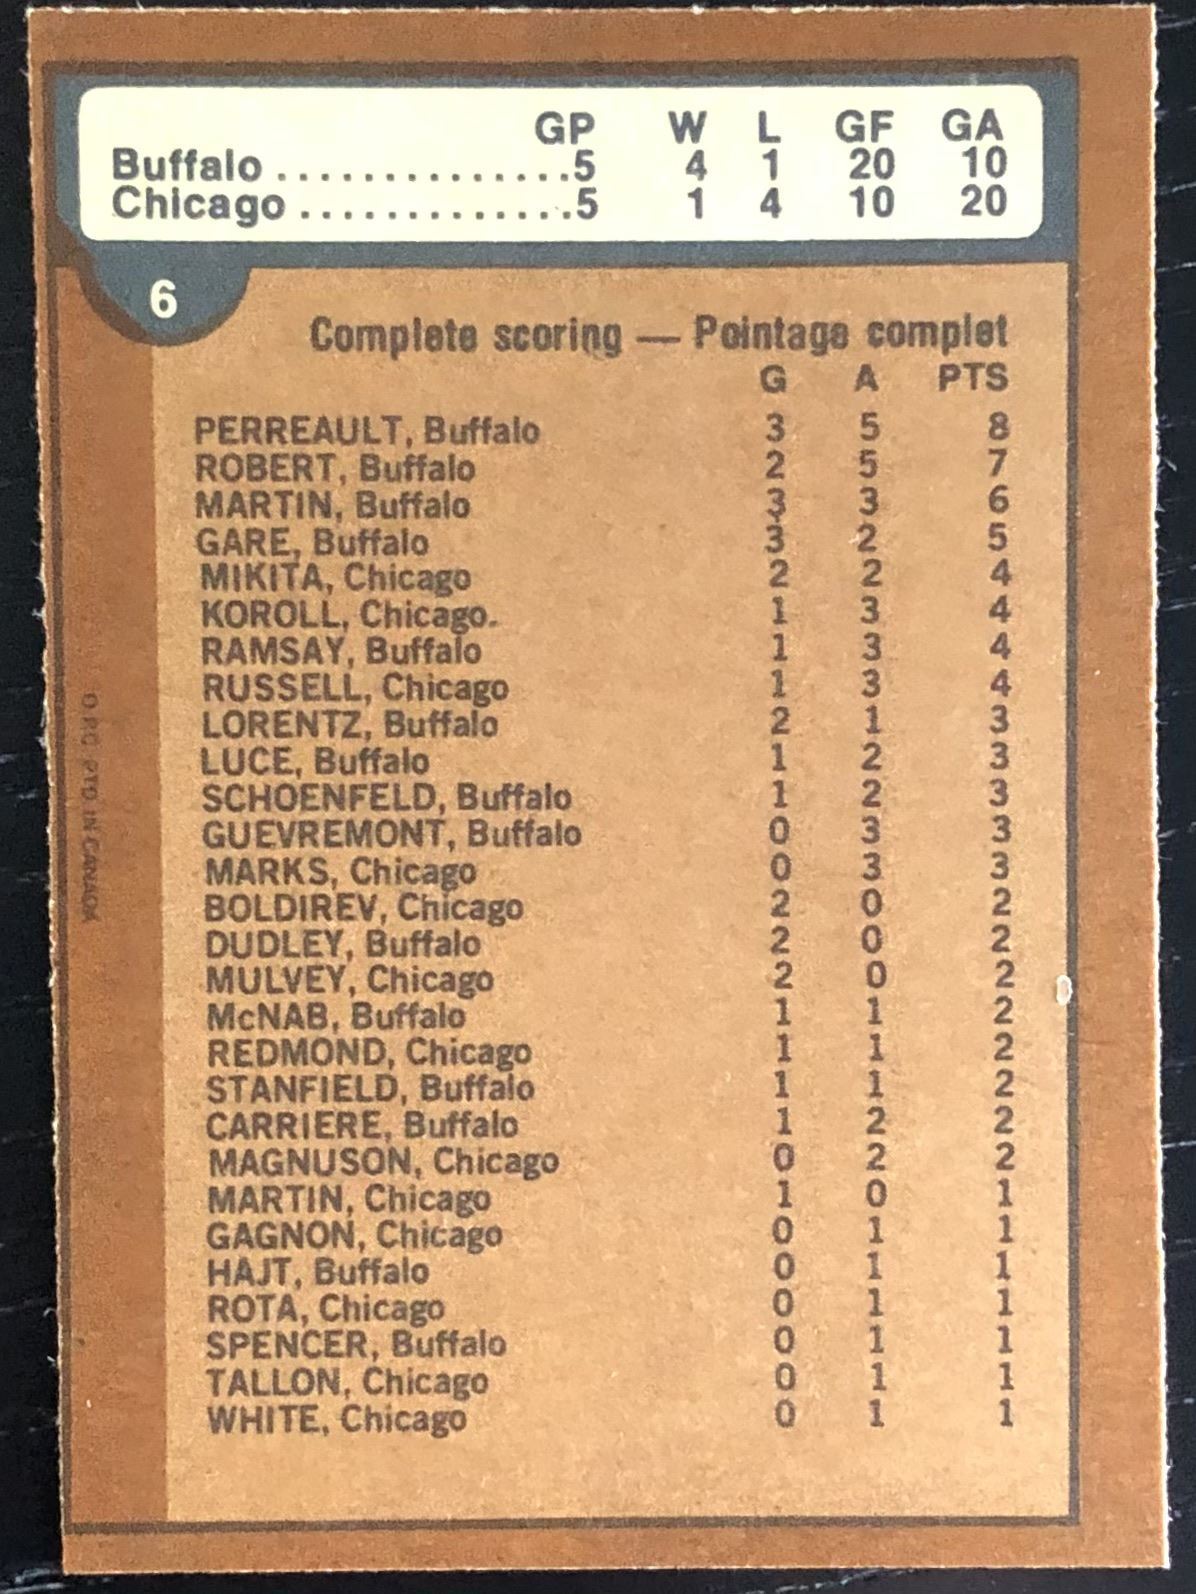 GP W L GF GA
Buffalo ...............5 4 1 20 10
Chicago ..............5 1 4 10 20
6
Complete scoring — Pointage complet
G A PTS
PERREAULT, Buffalo 3 5 8
ROBERT, Buffalo 2 5 7
MARTIN, Buffalo 3 3 6
GARE, Buffalo 3 2 5
MIKITA, Chicago 2 2 4
KOROLL, Chicago. 1 3 4
RAMSAY, Buffalo 1 3 4
RUSSELL, Chicago 1 3 4
LORENTZ, Buffalo 2 1 3
LUCE, Buffalo 1 2 3
SCHOENFELD, Buffalo 1 2 3
GUEVREMONT, Buffalo 0 3 3
MARKS, Chicago 0 3 3
BOLDIREV, Chicago 2 0 2
DUDLEY, Buffalo 2 0 2
MULVEY, Chicago 2 0 2
McNAB, Buffalo 1 1 2
REDMOND, Chicago 1 1 2
STANFIELD, Buffalo 1 1 2
CARRIERE, Buffalo 1 2 2
MAGNUSON, Chicago 0 2 2
MARTIN, Chicago 1 0 1
GAGNON, Chicago 0 1 1
HAJT, Buffalo 0 1 1
ROTA, Chicago 0 1 1
SPENCER, Buffalo 0 1 1
TALLON, Chicago 0 1 1
WHITE, Chicago 0 1 1
O.P.C. PTD. IN CANADA